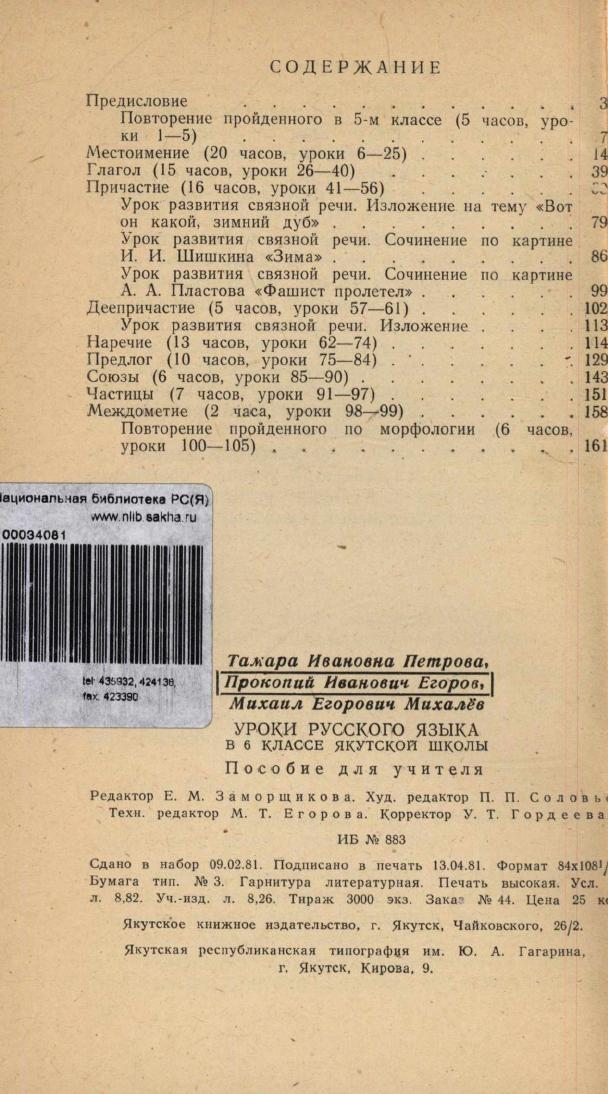 СОДЕРЖАНИЕ
Предисловие . . . . . . . . . . . . 3
Повторение пройденного в 5-м классе (5 часов, уро-
ки 1—5) . . . . . . . . . . . . 7
Местоимение (20 часов, уроки 6—25) . . . . . . 14
Глагол (15 часов, уроки 26—40) . . . . . . . 39
Причастие (16 часов, уроки 41—56) . . . . . .
Урок развития связной речи. Изложение на тему «Вот
он какой, зимний дуб» . . . . . . . . . 79
Урок развития связной речи. Сочинение по картине
И. И. Шишкина «Зима» . . . . . . . . . 86
Урок развития связной речи. Сочинение по картине
А. А. Пластова «Фашист пролетел» . . . . . . 99
Деепричастие (5 часов, уроки 57—61) . . . . . . 102
Урок развития связной речи. Изложение . . . . 113
Наречие (13 часов, уроки 62—74) . . . . . . . 114
Предлог (10 часов, уроки 75—84) . . . . . . . 129
Союзы (6 часов, уроки 85—90) . . . . . . . . 143
Частицы (7 часов, уроки 91—97) . . . . . . . 151
Междометие (2 часа, уроки 98—99) . . . . . . 158
Повторение пройденного по морфологии (6 часов,
уроки 100—105) . . . . . . . . . . . 161
Национальная библиотека РС(Я)
www.nlib.sakha.ru
00034081
tel: 435932, 424136,
fax: 423390
Тамара Ивановна Петрова,
Прокопий Иванович Егоров,
Михаил Егорович Михалёв
УРОКИ РУССКОГО ЯЗЫКА
В 6 КЛАССЕ ЯКУТСКОЙ ШКОЛЫ
Пособие для учителя
Редактор Е. М. Заморщикова. Худ. редактор П. П. Соловье
Техн. редактор М. Т. Егорова. Корректор У. Т. Гордеева
ИБ № 883
Сдано в набор 09.02.81. Подписано в печать 13.04.81. Формат 84х108¹/
Бумага тип. № 3. Гарнитура литературная. Печать высокая. Усл.
л. 8,82. Уч.-изд. л. 8,26. Тираж 3000 экз. Заказ № 44. Цена 25 ко
Якутское книжное издательство, г. Якутск, Чайковского, 26/2.
Якутская республиканская типография им. Ю. А. Гагарина,
г. Якутск, Кирова, 9.